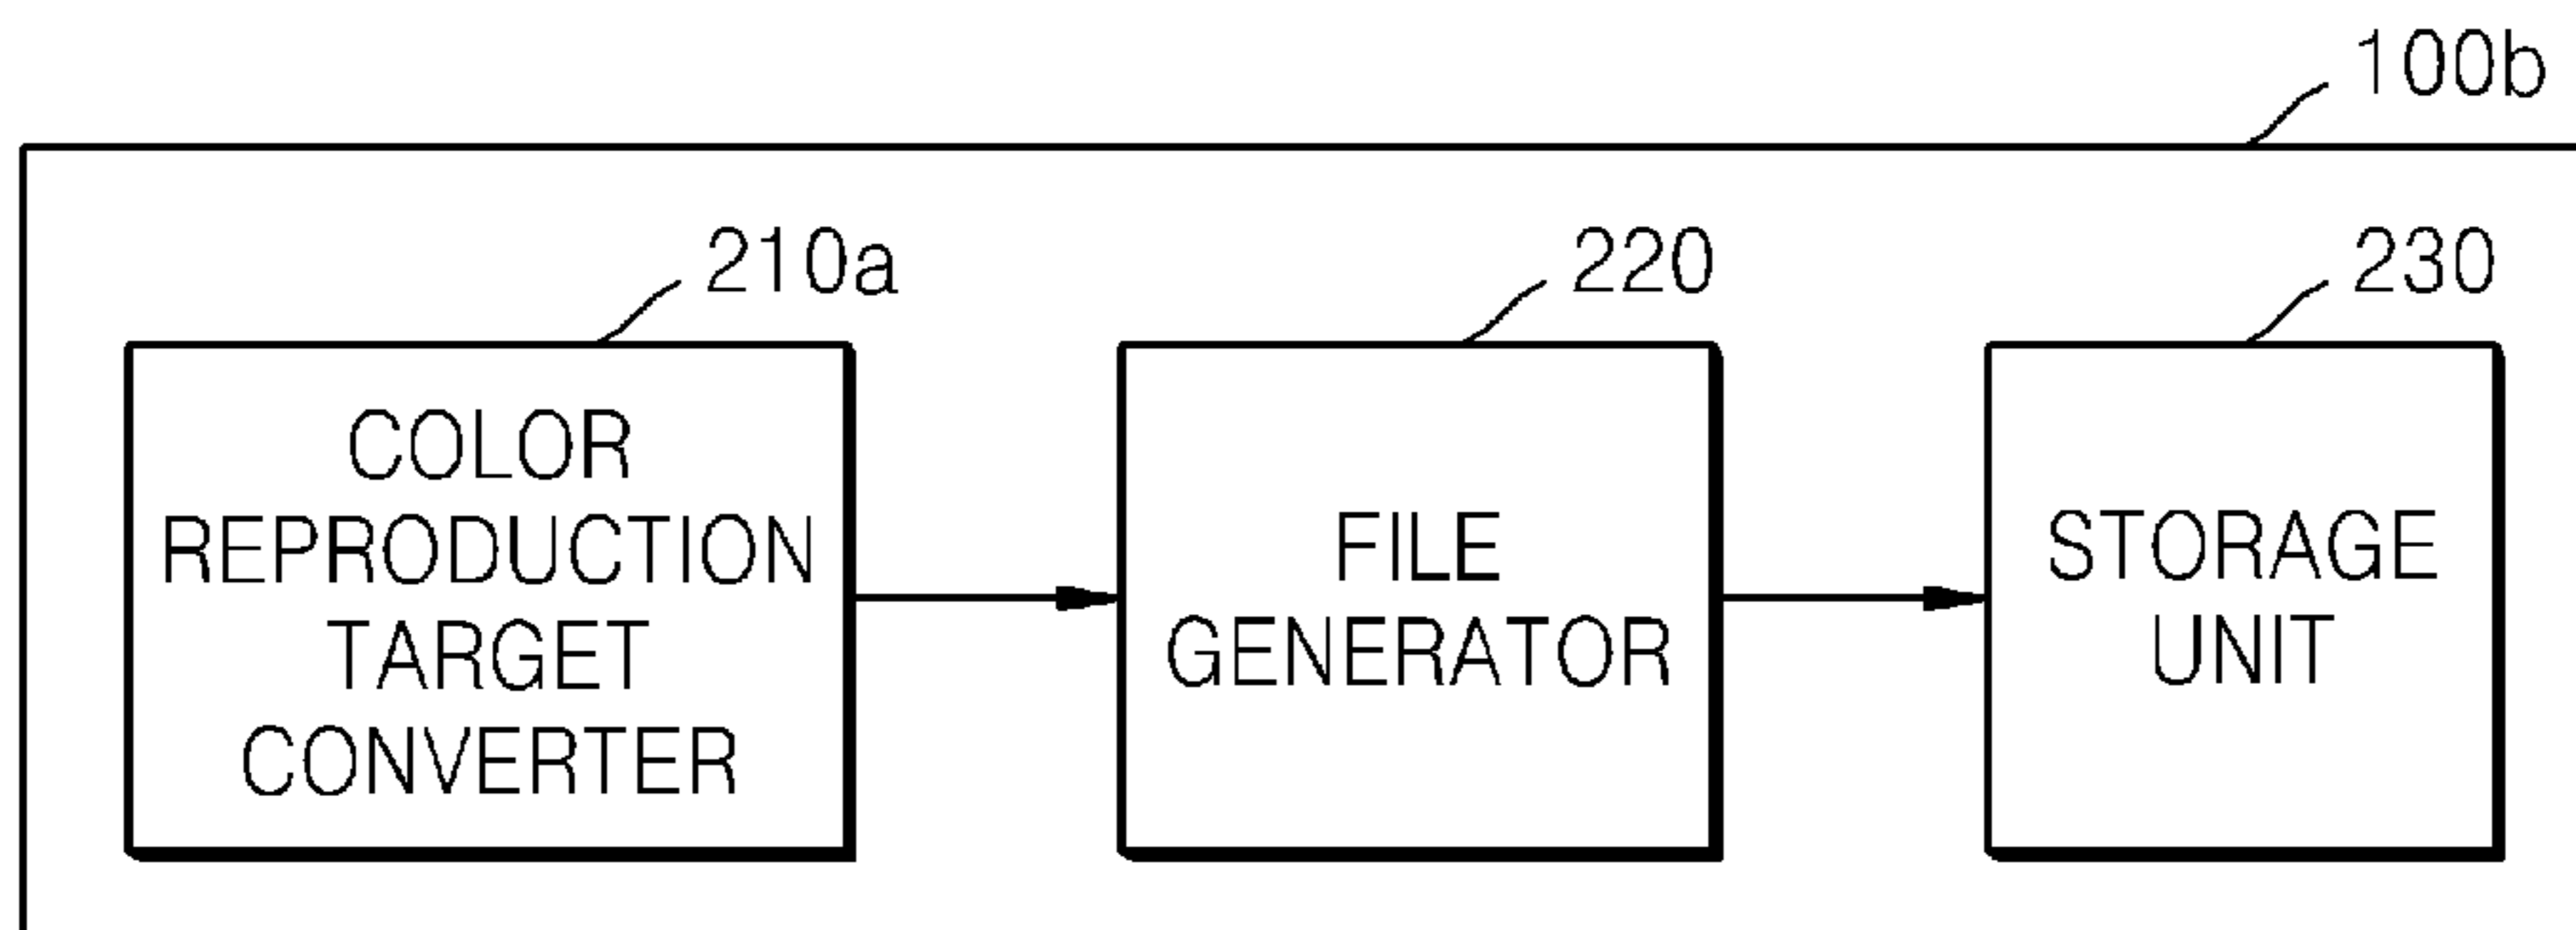 100b
210a
220
230
COLOR
REPRODUCTION
TARGET
CONVERTER
FILE
GENERATOR
STORAGE
UNIT